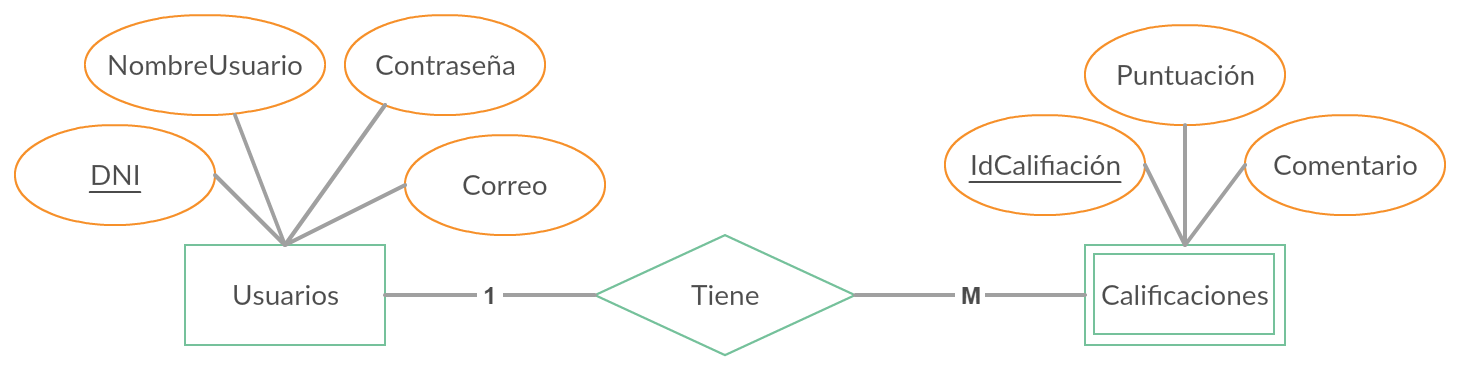 NombreUsuario
Contraseña
DNI
Correo
Puntuación
IdCalifiación
Comentario
Usuarios
1
Tiene
M
Calificaciones